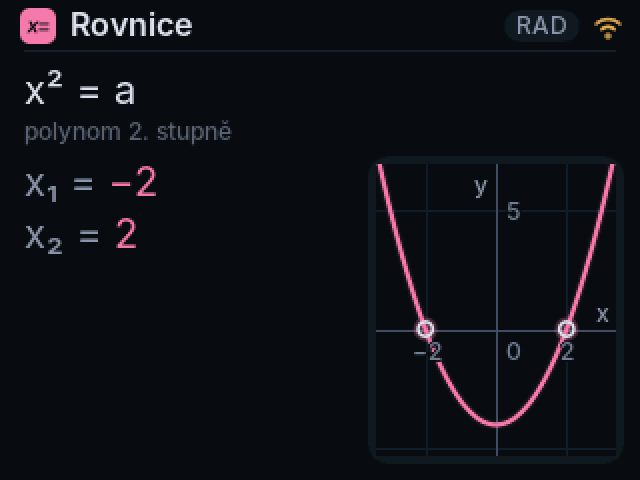 x= Rovnice RAD
x² = a
polynom 2. stupně
x₁ = −2
x₂ = 2
y
5
x
−2 0 2